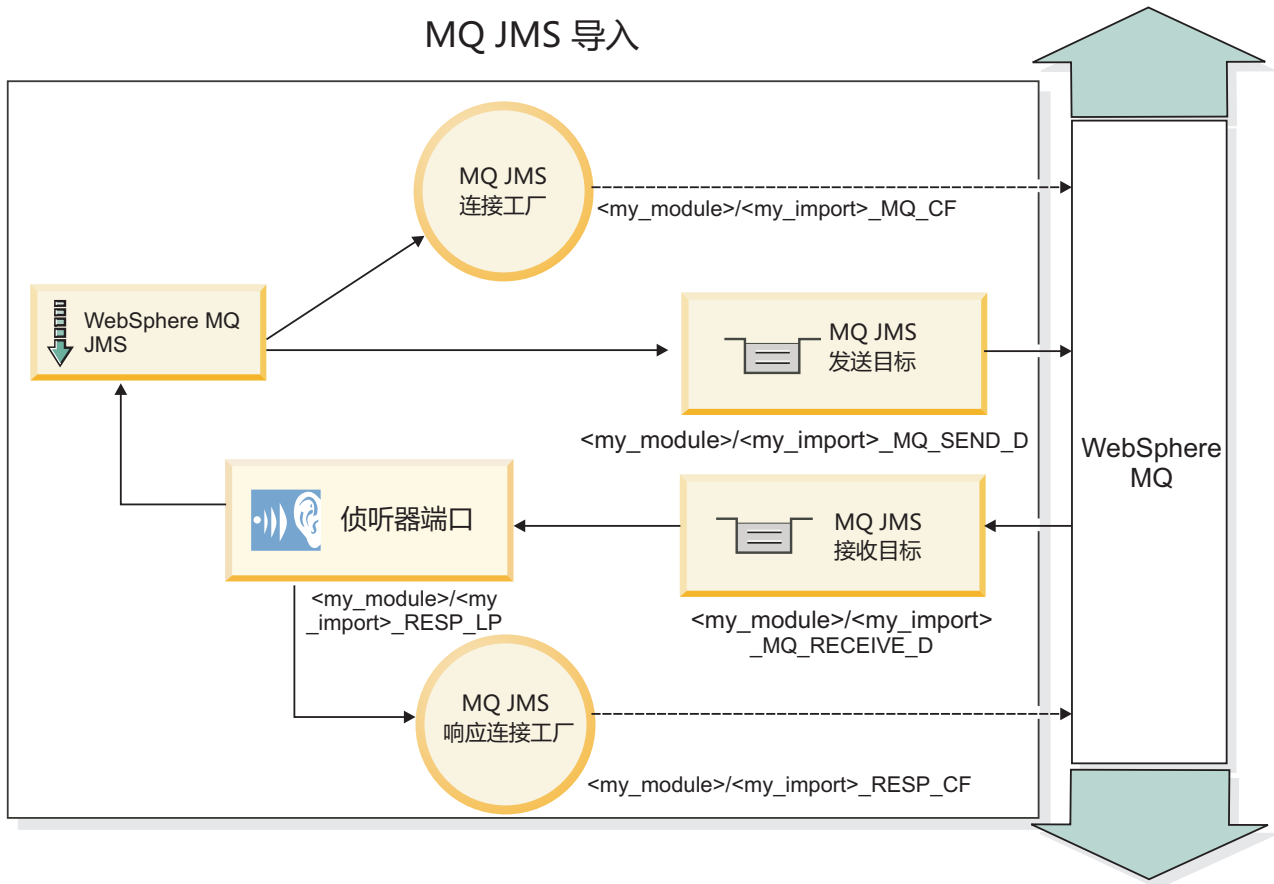 MQ JMS 导入
MQ JMS
连接工厂
<my_module>/<my_import>_MQ_CF
WebSphere MQ
JMS
MQ JMS
发送目标
<my_module>/<my_import>_MQ_SEND_D
WebSphere
MQ
侦听器端口
MQ JMS
接收目标
<my_module>/<my
_import>_RESP_LP
<my_module>/<my_import>
_MQ_RECEIVE_D
MQ JMS
响应连接工厂
<my_module>/<my_import>_RESP_CF